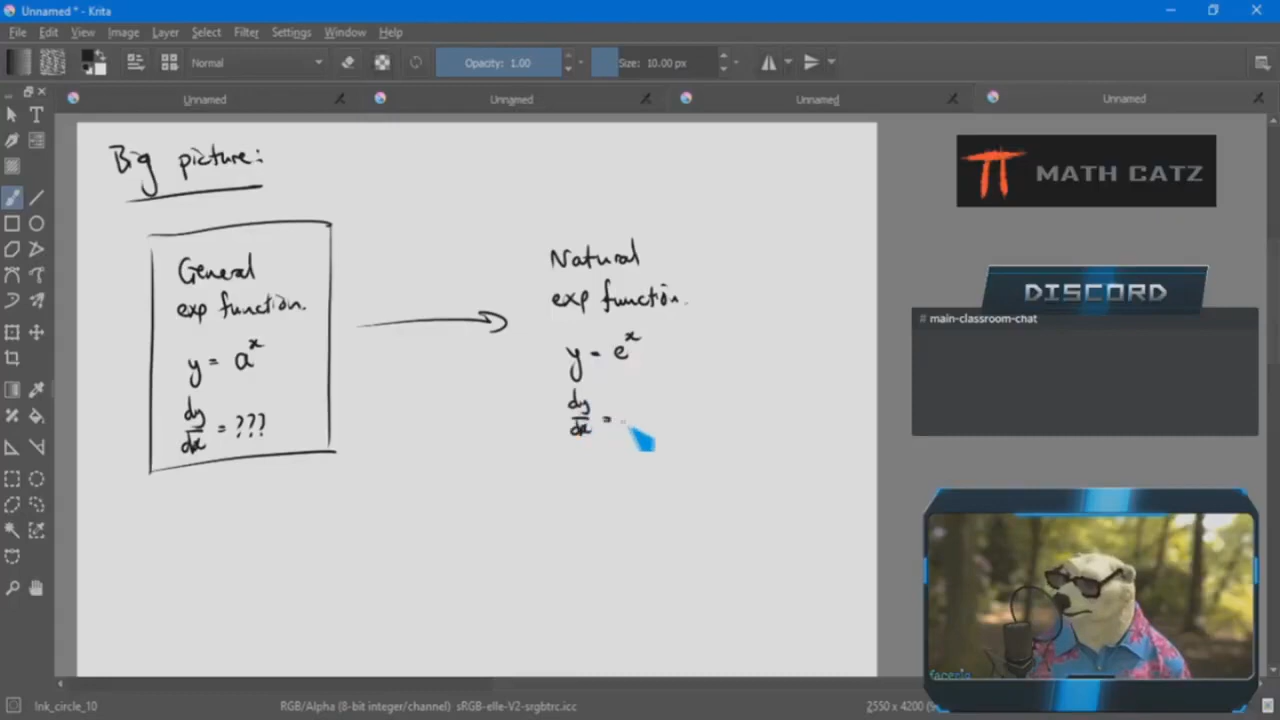 Unnamed * - Krita
File Edit View Image Layer Select Filter Settings Window Help
Normal Opacity: 1.00 Size: 10.00 px
Unnamed Unnamed Unnamed Unnamed
Big picture:
General
exp function.
y = a^x
dy/dx = ???
Natural
exp function.
y = e^x
dy/dx =
MATH CATZ
DISCORD
# main-classroom-chat
facerig
Ink_circle_10 RGB/Alpha (8-bit integer/channel) sRGB-elle-V2-srgbtrc.icc 2550 x 4200